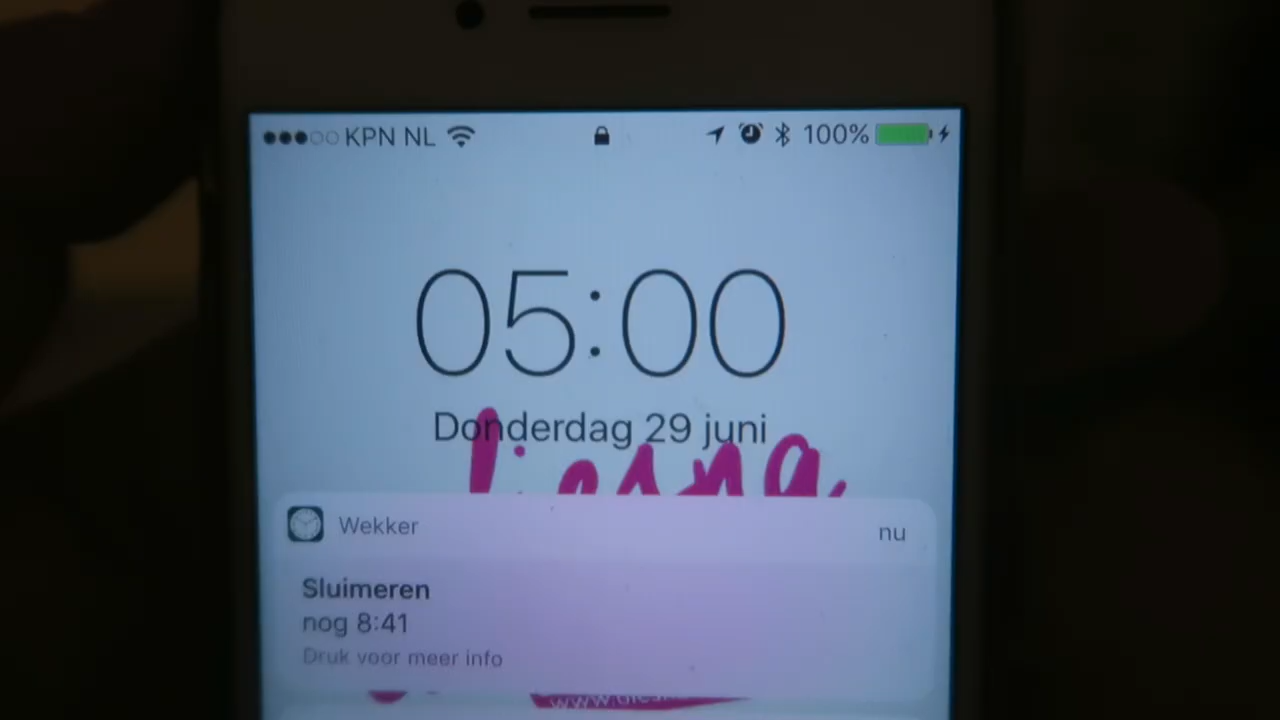 KPN NL 100%
05:00
Donderdag 29 juni
Wekker nu
Sluimeren
nog 8:41
Druk voor meer info